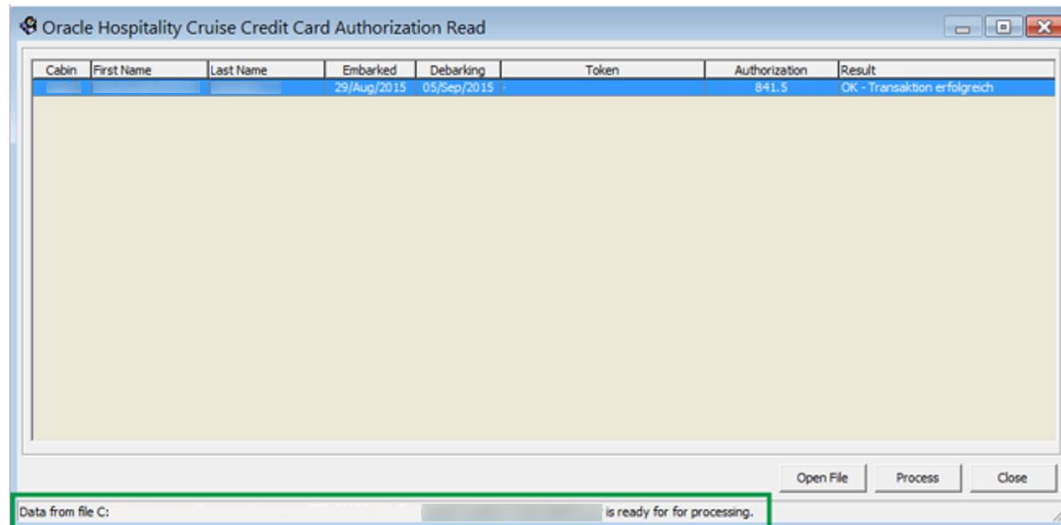 Oracle Hospitality Cruise Credit Card Authorization Read
Cabin First Name Last Name Embarked Debarking Token Authorization Result
29/Aug/2015 05/Sep/2015 - 841.5 OK - Transaktion erfolgreich
Open File Process Close
Data from file C: is ready for for processing.